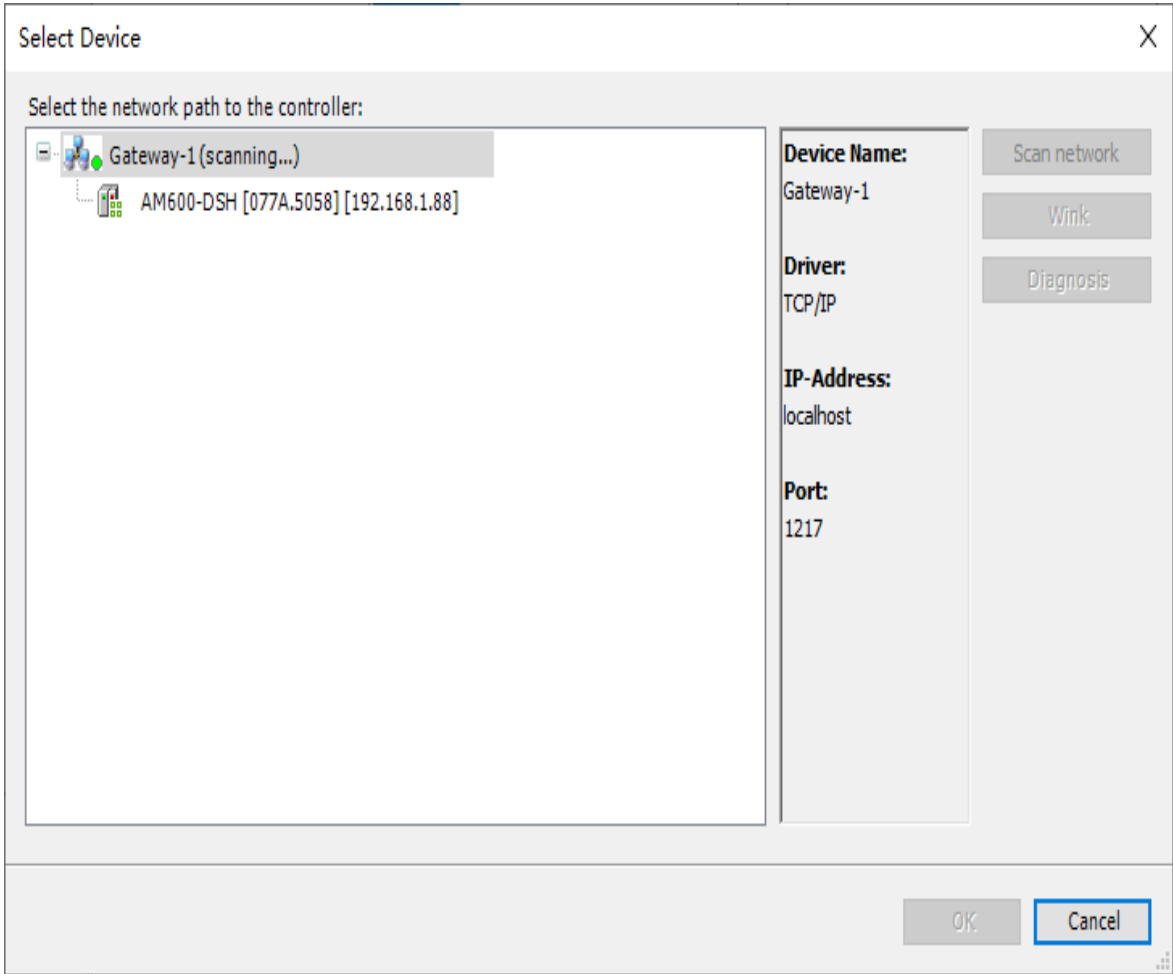 Select Device
X
Select the network path to the controller:
Gateway-1 (scanning...)
AM600-DSH [077A.5058] [192.168.1.88]
Device Name:
Gateway-1
Driver:
TCP/IP
IP-Address:
localhost
Port:
1217
Scan network
Wink
Diagnosis
OK
Cancel